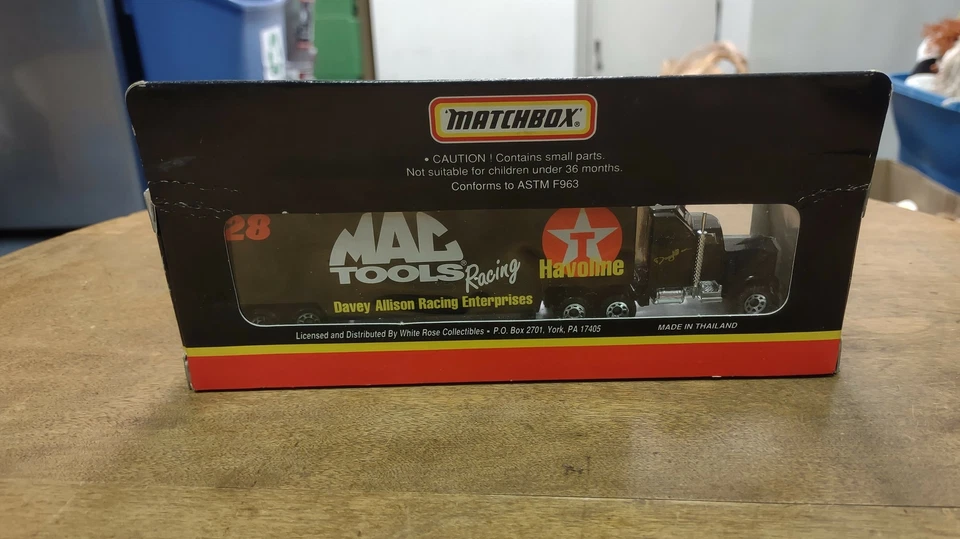 'MATCHBOX'®
• CAUTION ! Contains small parts.
Not suitable for children under 36 months.
Conforms to ASTM F963
28
MAC
TOOLS Racing
T
Havoline
Davey Allison Racing Enterprises
Licensed and Distributed By White Rose Collectibles • P.O. Box 2701, York, PA 17405
MADE IN THAILAND